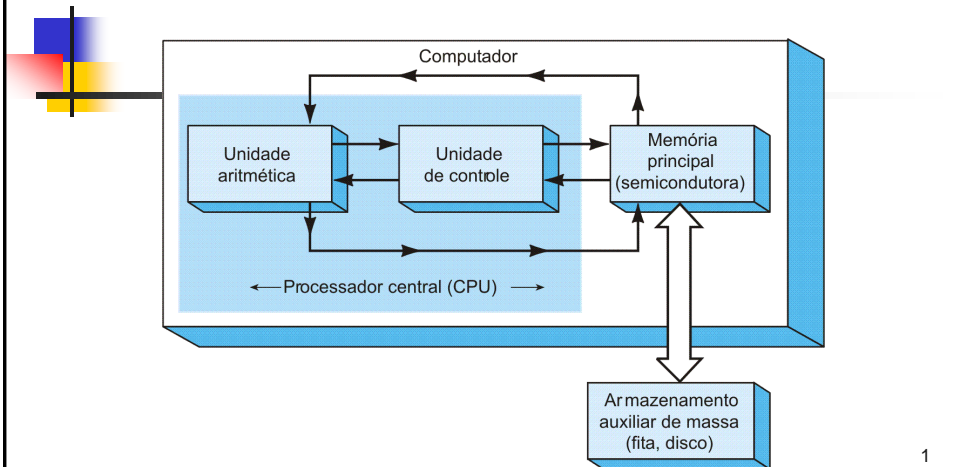 Computador
Unidade
aritmética
Unidade
de controle
Memória
principal
(semicondutora)
Processador central (CPU)
Armazenamento
auxiliar de massa
(fita, disco)
1